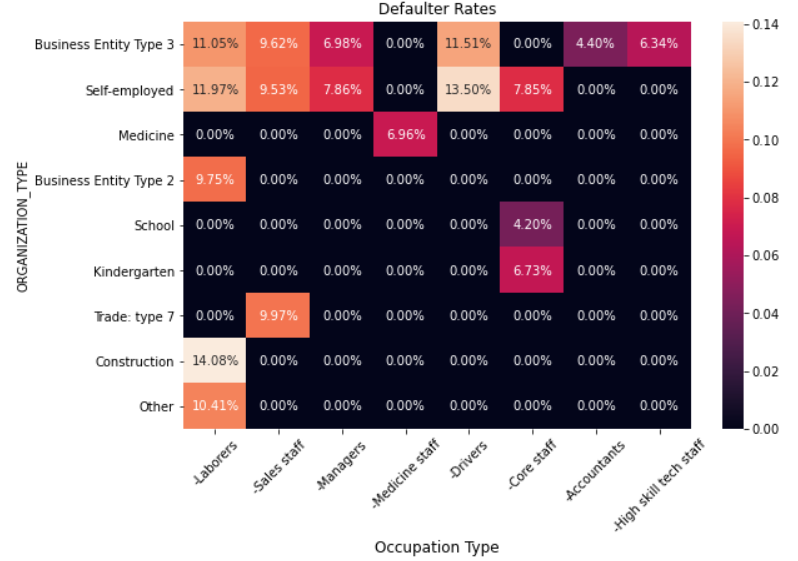 Defaulter Rates
Business Entity Type 3 11.05% 9.62% 6.98% 0.00% 11.51% 0.00% 4.40% 6.34%
Self-employed 11.97% 9.53% 7.86% 0.00% 13.50% 7.85% 0.00% 0.00%
Medicine 0.00% 0.00% 0.00% 6.96% 0.00% 0.00% 0.00% 0.00%
Business Entity Type 2 9.75% 0.00% 0.00% 0.00% 0.00% 0.00% 0.00% 0.00%
School 0.00% 0.00% 0.00% 0.00% 0.00% 4.20% 0.00% 0.00%
Kindergarten 0.00% 0.00% 0.00% 0.00% 0.00% 6.73% 0.00% 0.00%
Trade: type 7 0.00% 9.97% 0.00% 0.00% 0.00% 0.00% 0.00% 0.00%
Construction 14.08% 0.00% 0.00% 0.00% 0.00% 0.00% 0.00% 0.00%
Other 10.41% 0.00% 0.00% 0.00% 0.00% 0.00% 0.00% 0.00%
ORGANIZATION_TYPE
-Laborers
-Sales staff
-Managers
-Medicine staff
-Drivers
-Core staff
-Accountants
-High skill tech staff
Occupation Type
0.14
0.12
0.10
0.08
0.06
0.04
0.02
0.00